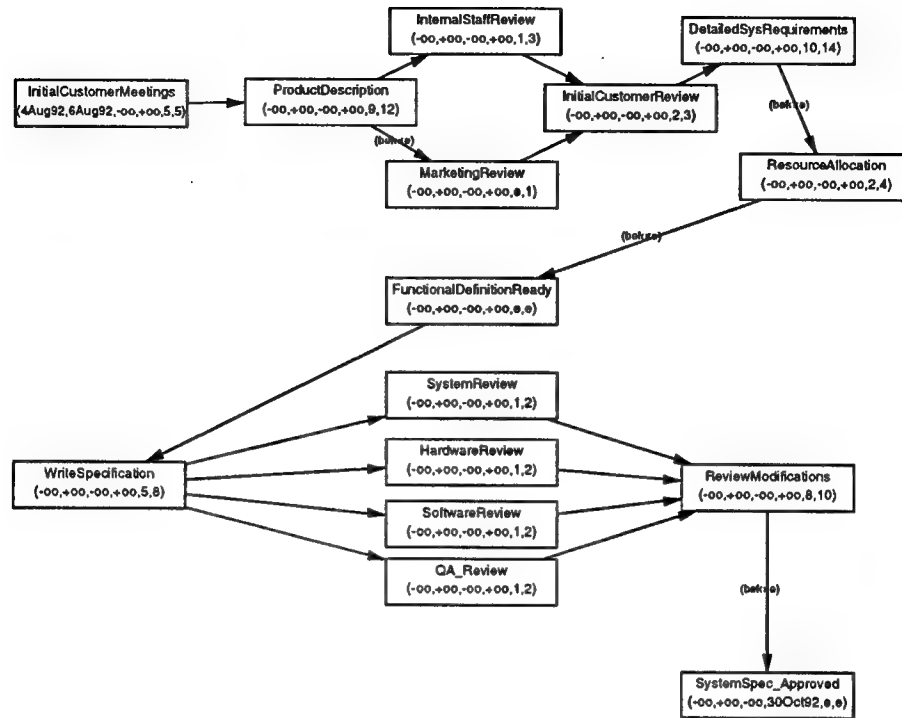 InternalStaffReview
(-oo,+oo,-oo,+oo,1,3)
DetailedSysRequirements
(-oo,+oo,-oo,+oo,10,14)
InitialCustomerMeetings
(4Aug92,6Aug92,-oo,+oo,5,5)
ProductDescription
(-oo,+oo,-oo,+oo,9,12)
InitialCustomerReview
(-oo,+oo,-oo,+oo,2,3)
(before)
(before)
MarketingReview
(-oo,+oo,-oo,+oo,e,1)
ResourceAllocation
(-oo,+oo,-oo,+oo,2,4)
(before)
FunctionalDefinitionReady
(-oo,+oo,-oo,+oo,e,e)
SystemReview
(-oo,+oo,-oo,+oo,1,2)
HardwareReview
(-oo,+oo,-oo,+oo,1,2)
WriteSpecification
(-oo,+oo,-oo,+oo,5,8)
ReviewModifications
(-oo,+oo,-oo,+oo,8,10)
SoftwareReview
(-oo,+oo,-oo,+oo,1,2)
QA_Review
(-oo,+oo,-oo,+oo,1,2)
(before)
SystemSpec_Approved
(-oo,+oo,-oo,30Oct92,e,e)